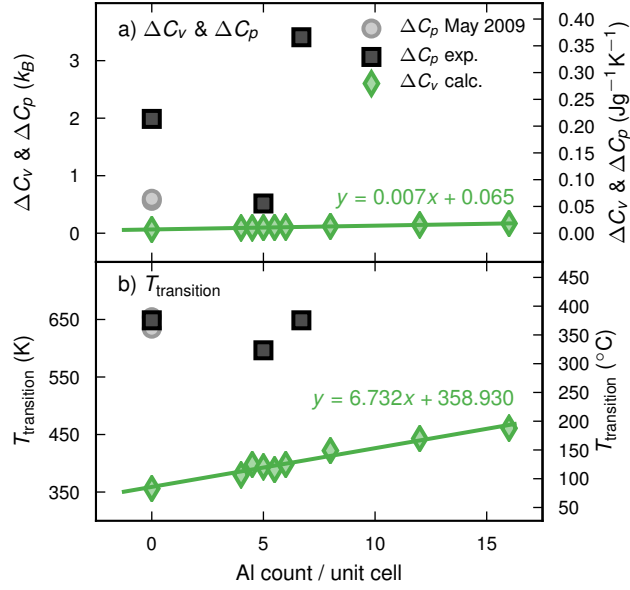 a) ΔCv & ΔCp
ΔCp May 2009
ΔCp exp.
ΔCv calc.
y = 0.007x + 0.065
ΔCv & ΔCp (kB)
3
2
1
0
ΔCv & ΔCp (Jg⁻¹K⁻¹)
0.40
0.35
0.30
0.25
0.20
0.15
0.10
0.05
0.00
b) Ttransition
y = 6.732x + 358.930
Ttransition (K)
650
550
450
350
Ttransition (°C)
450
400
350
300
250
200
150
100
50
0
5
10
15
Al count / unit cell